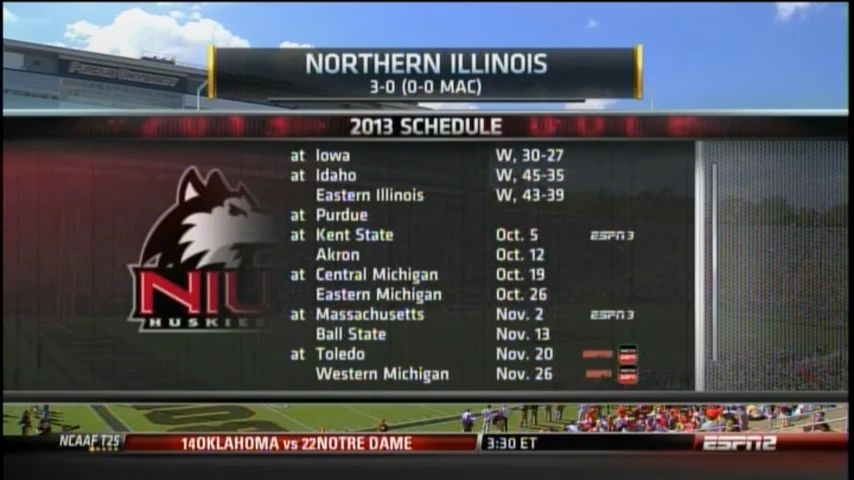 NORTHERN ILLINOIS
3-0 (0-0 MAC)
2013 SCHEDULE
at Iowa W, 30-27
at Idaho W, 45-35
Eastern Illinois W, 43-39
at Purdue
at Kent State Oct. 5 ESPN3
Akron Oct. 12
at Central Michigan Oct. 19
Eastern Michigan Oct. 26
at Massachusetts Nov. 2 ESPN3
Ball State Nov. 13
at Toledo Nov. 20
Western Michigan Nov. 26
NIU
HUSKIES
NCAAF T25 14OKLAHOMA vs 22NOTRE DAME 3:30 ET ESPN2